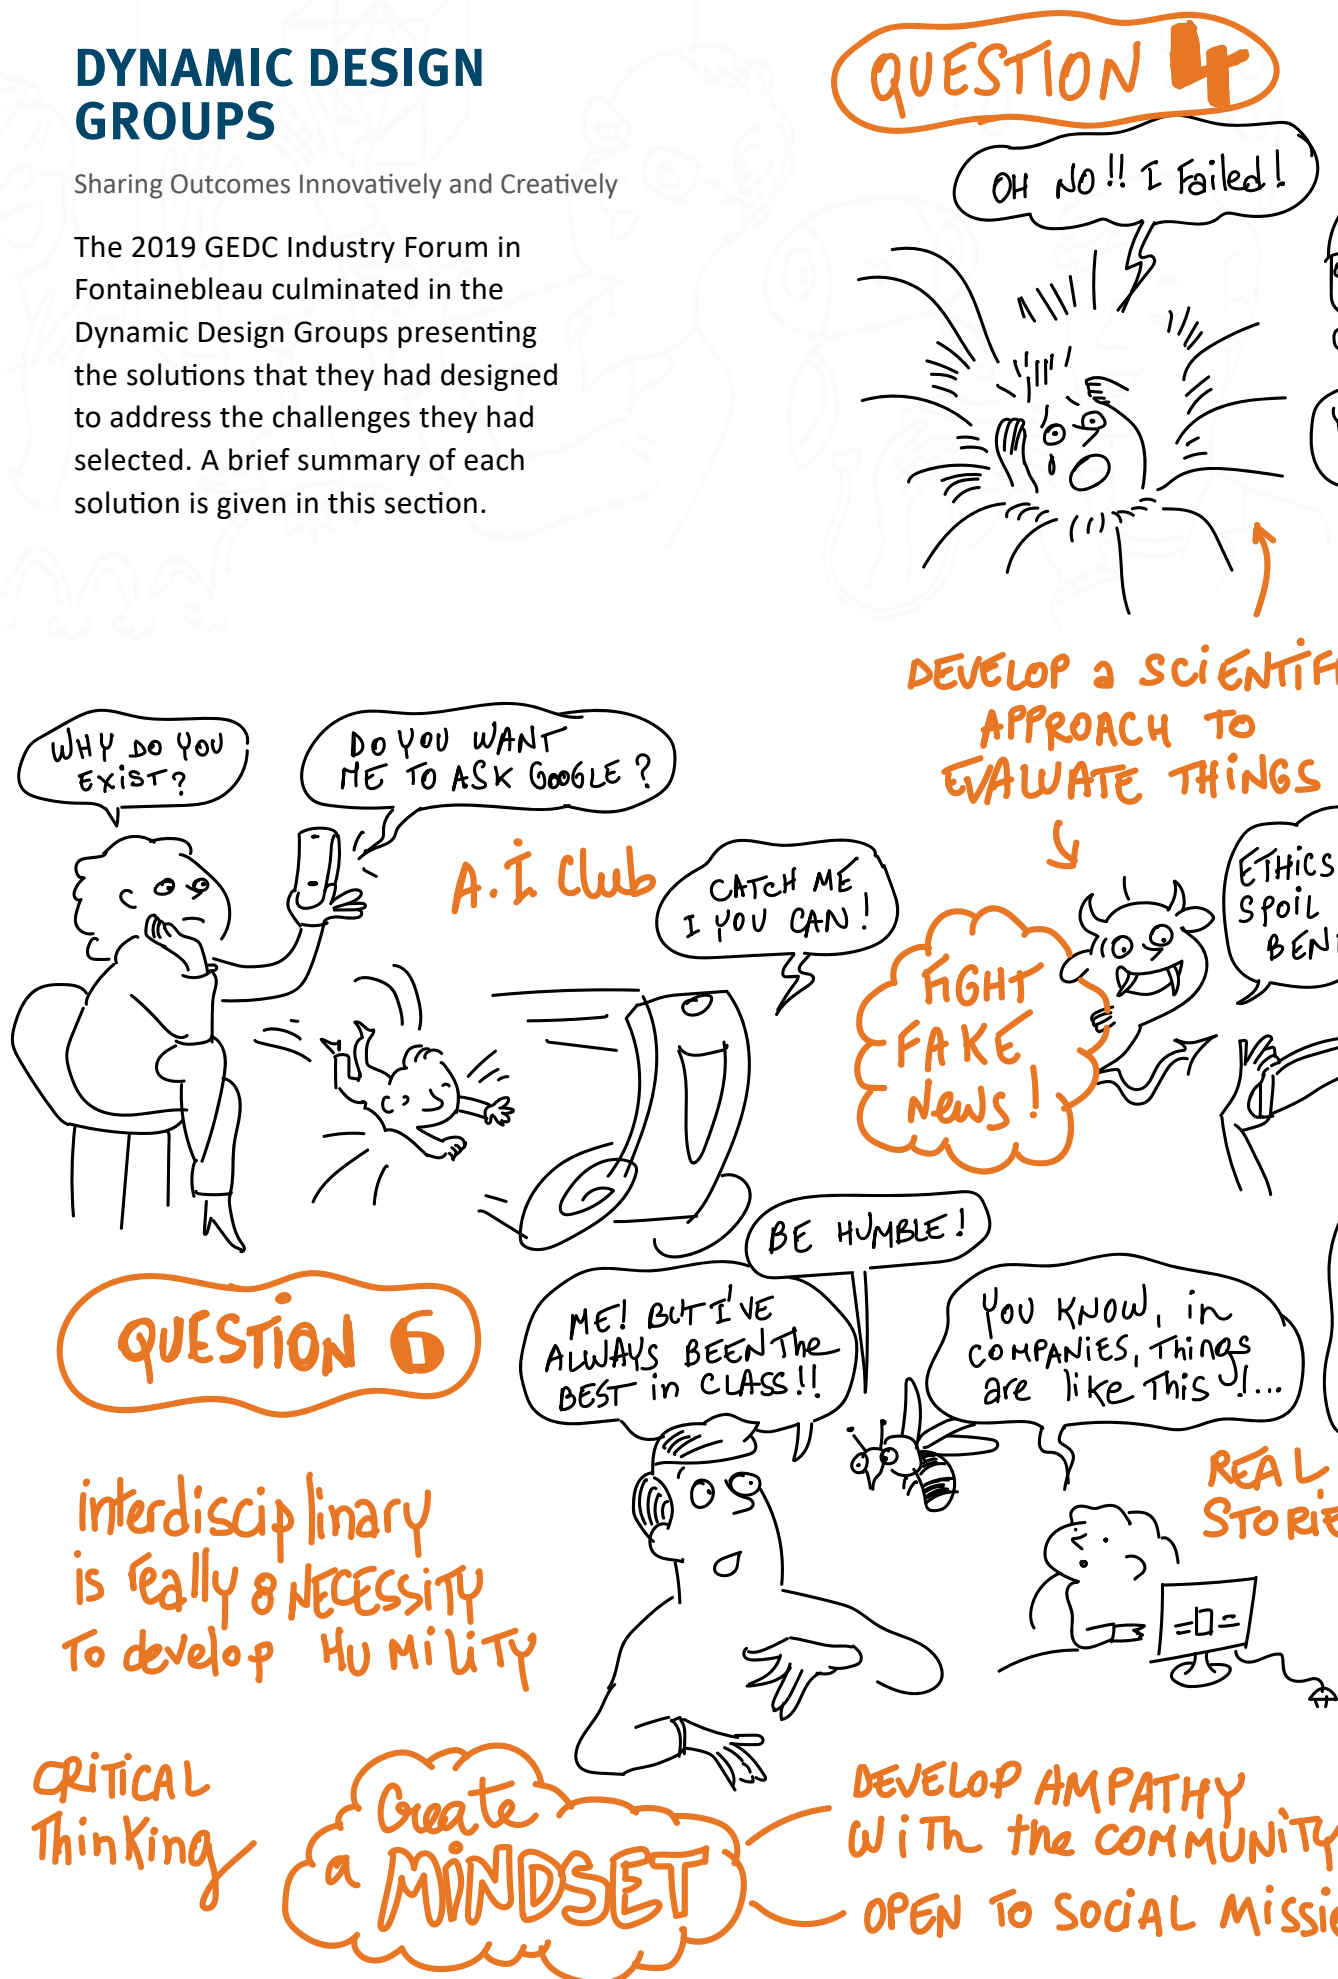 DYNAMIC DESIGN
GROUPS
Sharing Outcomes Innovatively and Creatively
The 2019 GEDC Industry Forum in
Fontainebleau culminated in the
Dynamic Design Groups presenting
the solutions that they had designed
to address the challenges they had
selected. A brief summary of each
solution is given in this section.
QUESTION 4
OH NO!! I Failed!
DEVELOP a SCiENTiF
APPROACH TO
EVALUATE THiNGS
WHY DO YOU
EXiST?
DO YOU WANT
ME TO ASK GOOGLE?
A.I Club
CATCH ME
I YOU CAN!
FiGHT
FAKE
News!
ETHiCS
SPOiL
BEN
QUESTiON 6
BE HUMBLE!
ME! BUT I'VE
ALWAYS BEEN The
BEST in CLASS!!
YOU KNOW, in
COMPANiES, Things
are like This!...
REAL
STORiE
interdisciplinary
is really a NECESSiTY
To develop HUMiLiTY
CRiTiCAL
ThinKing
Create
a MiNDSET
DEVELOP AMPATHY
WiTh the COMMUNiTY
OPEN TO SOCiAL Missi